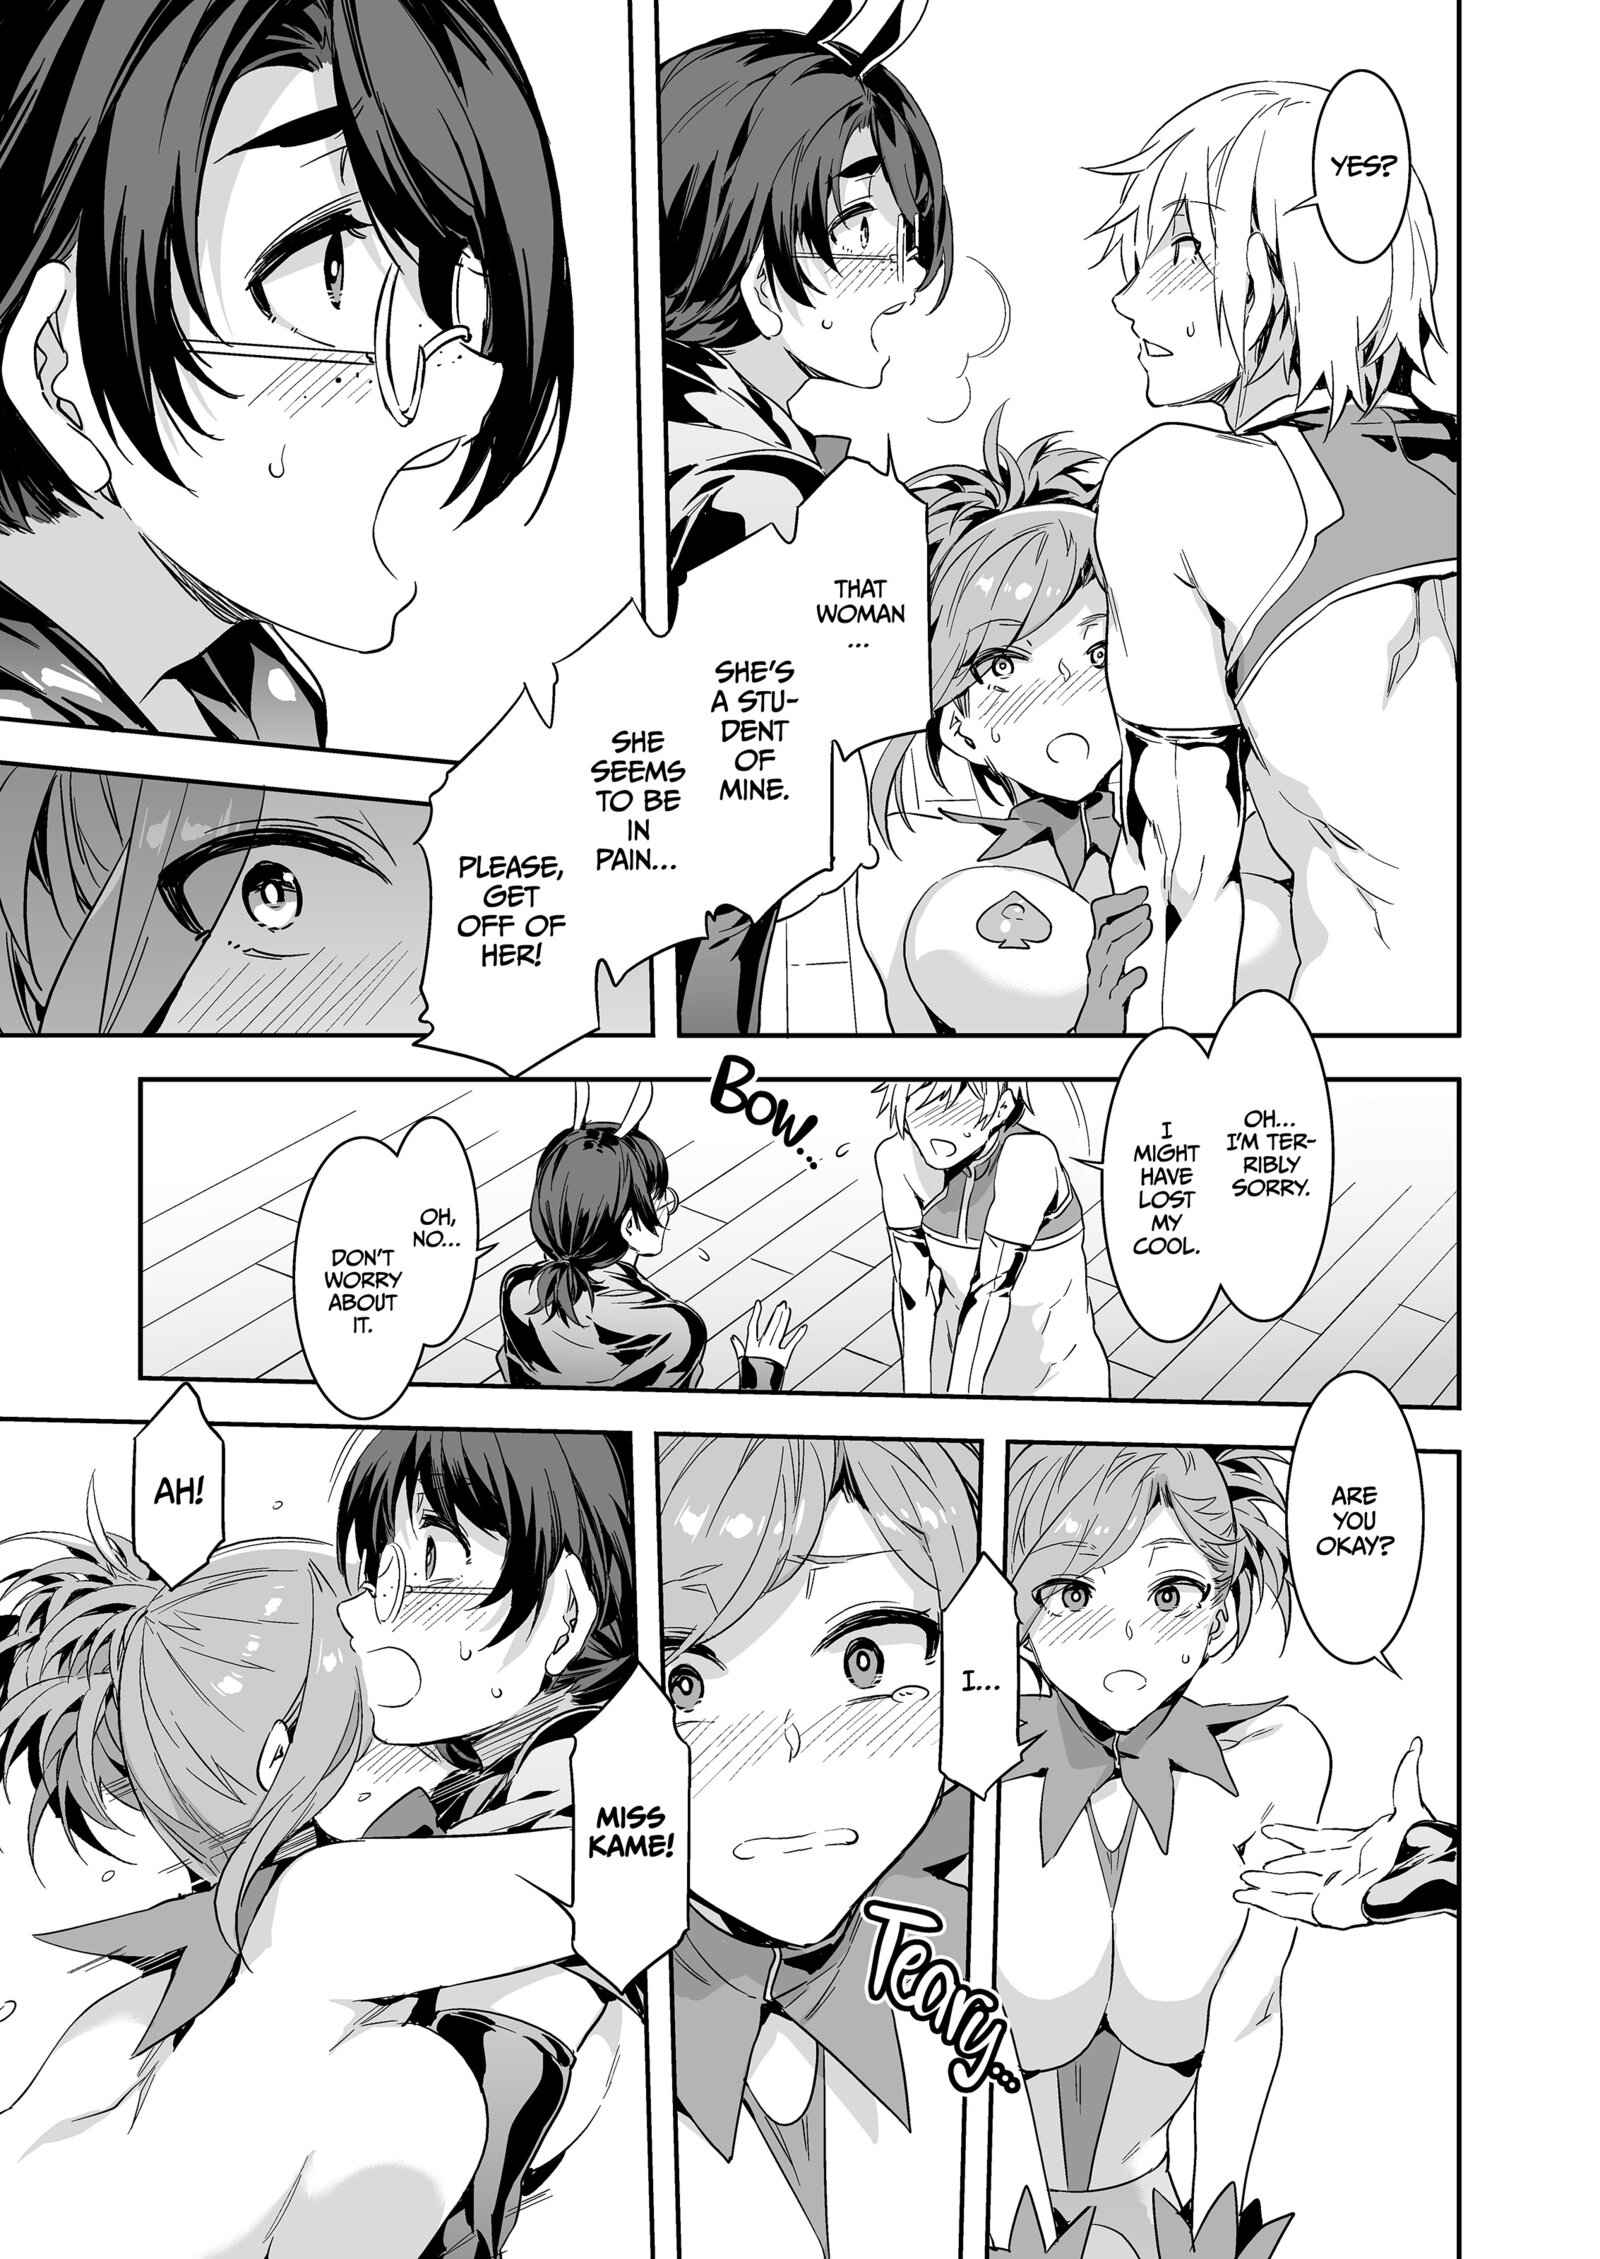 YES?
THAT
WOMAN
...
SHE'S
A STU-
DENT
OF
MINE.
SHE
SEEMS
TO BE
IN
PAIN...
PLEASE,
GET
OFF OF
HER!
OH...
I'M TER-
RIBLY
SORRY.
I
MIGHT
HAVE
LOST
MY
COOL.
BOW...
OH,
NO...
DON'T
WORRY
ABOUT
IT.
ARE
YOU
OKAY?
I...
TEARY...
MISS
KAME!
AH!